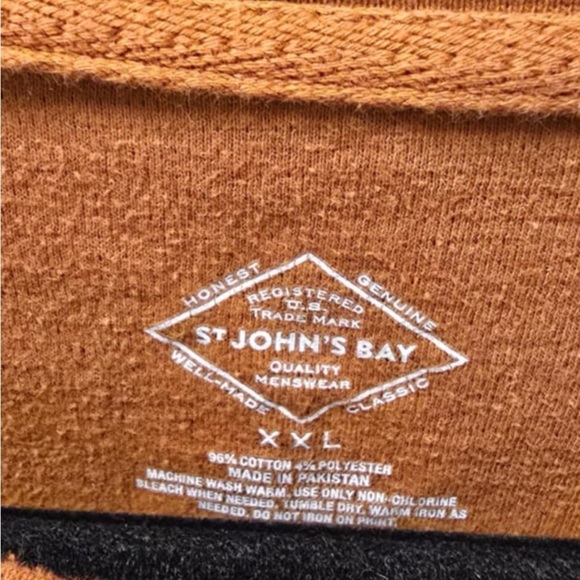 HONEST GENUINE
REGISTERED
U.S.
TRADE MARK
ST JOHN'S BAY
QUALITY
MENSWEAR
WELL-MADE CLASSIC
XXL
96% COTTON 4% POLYESTER
MADE IN PAKISTAN
MACHINE WASH WARM. USE ONLY NON-CHLORINE
BLEACH WHEN NEEDED. TUMBLE DRY. WARM IRON AS
NEEDED. DO NOT IRON ON PRINT.